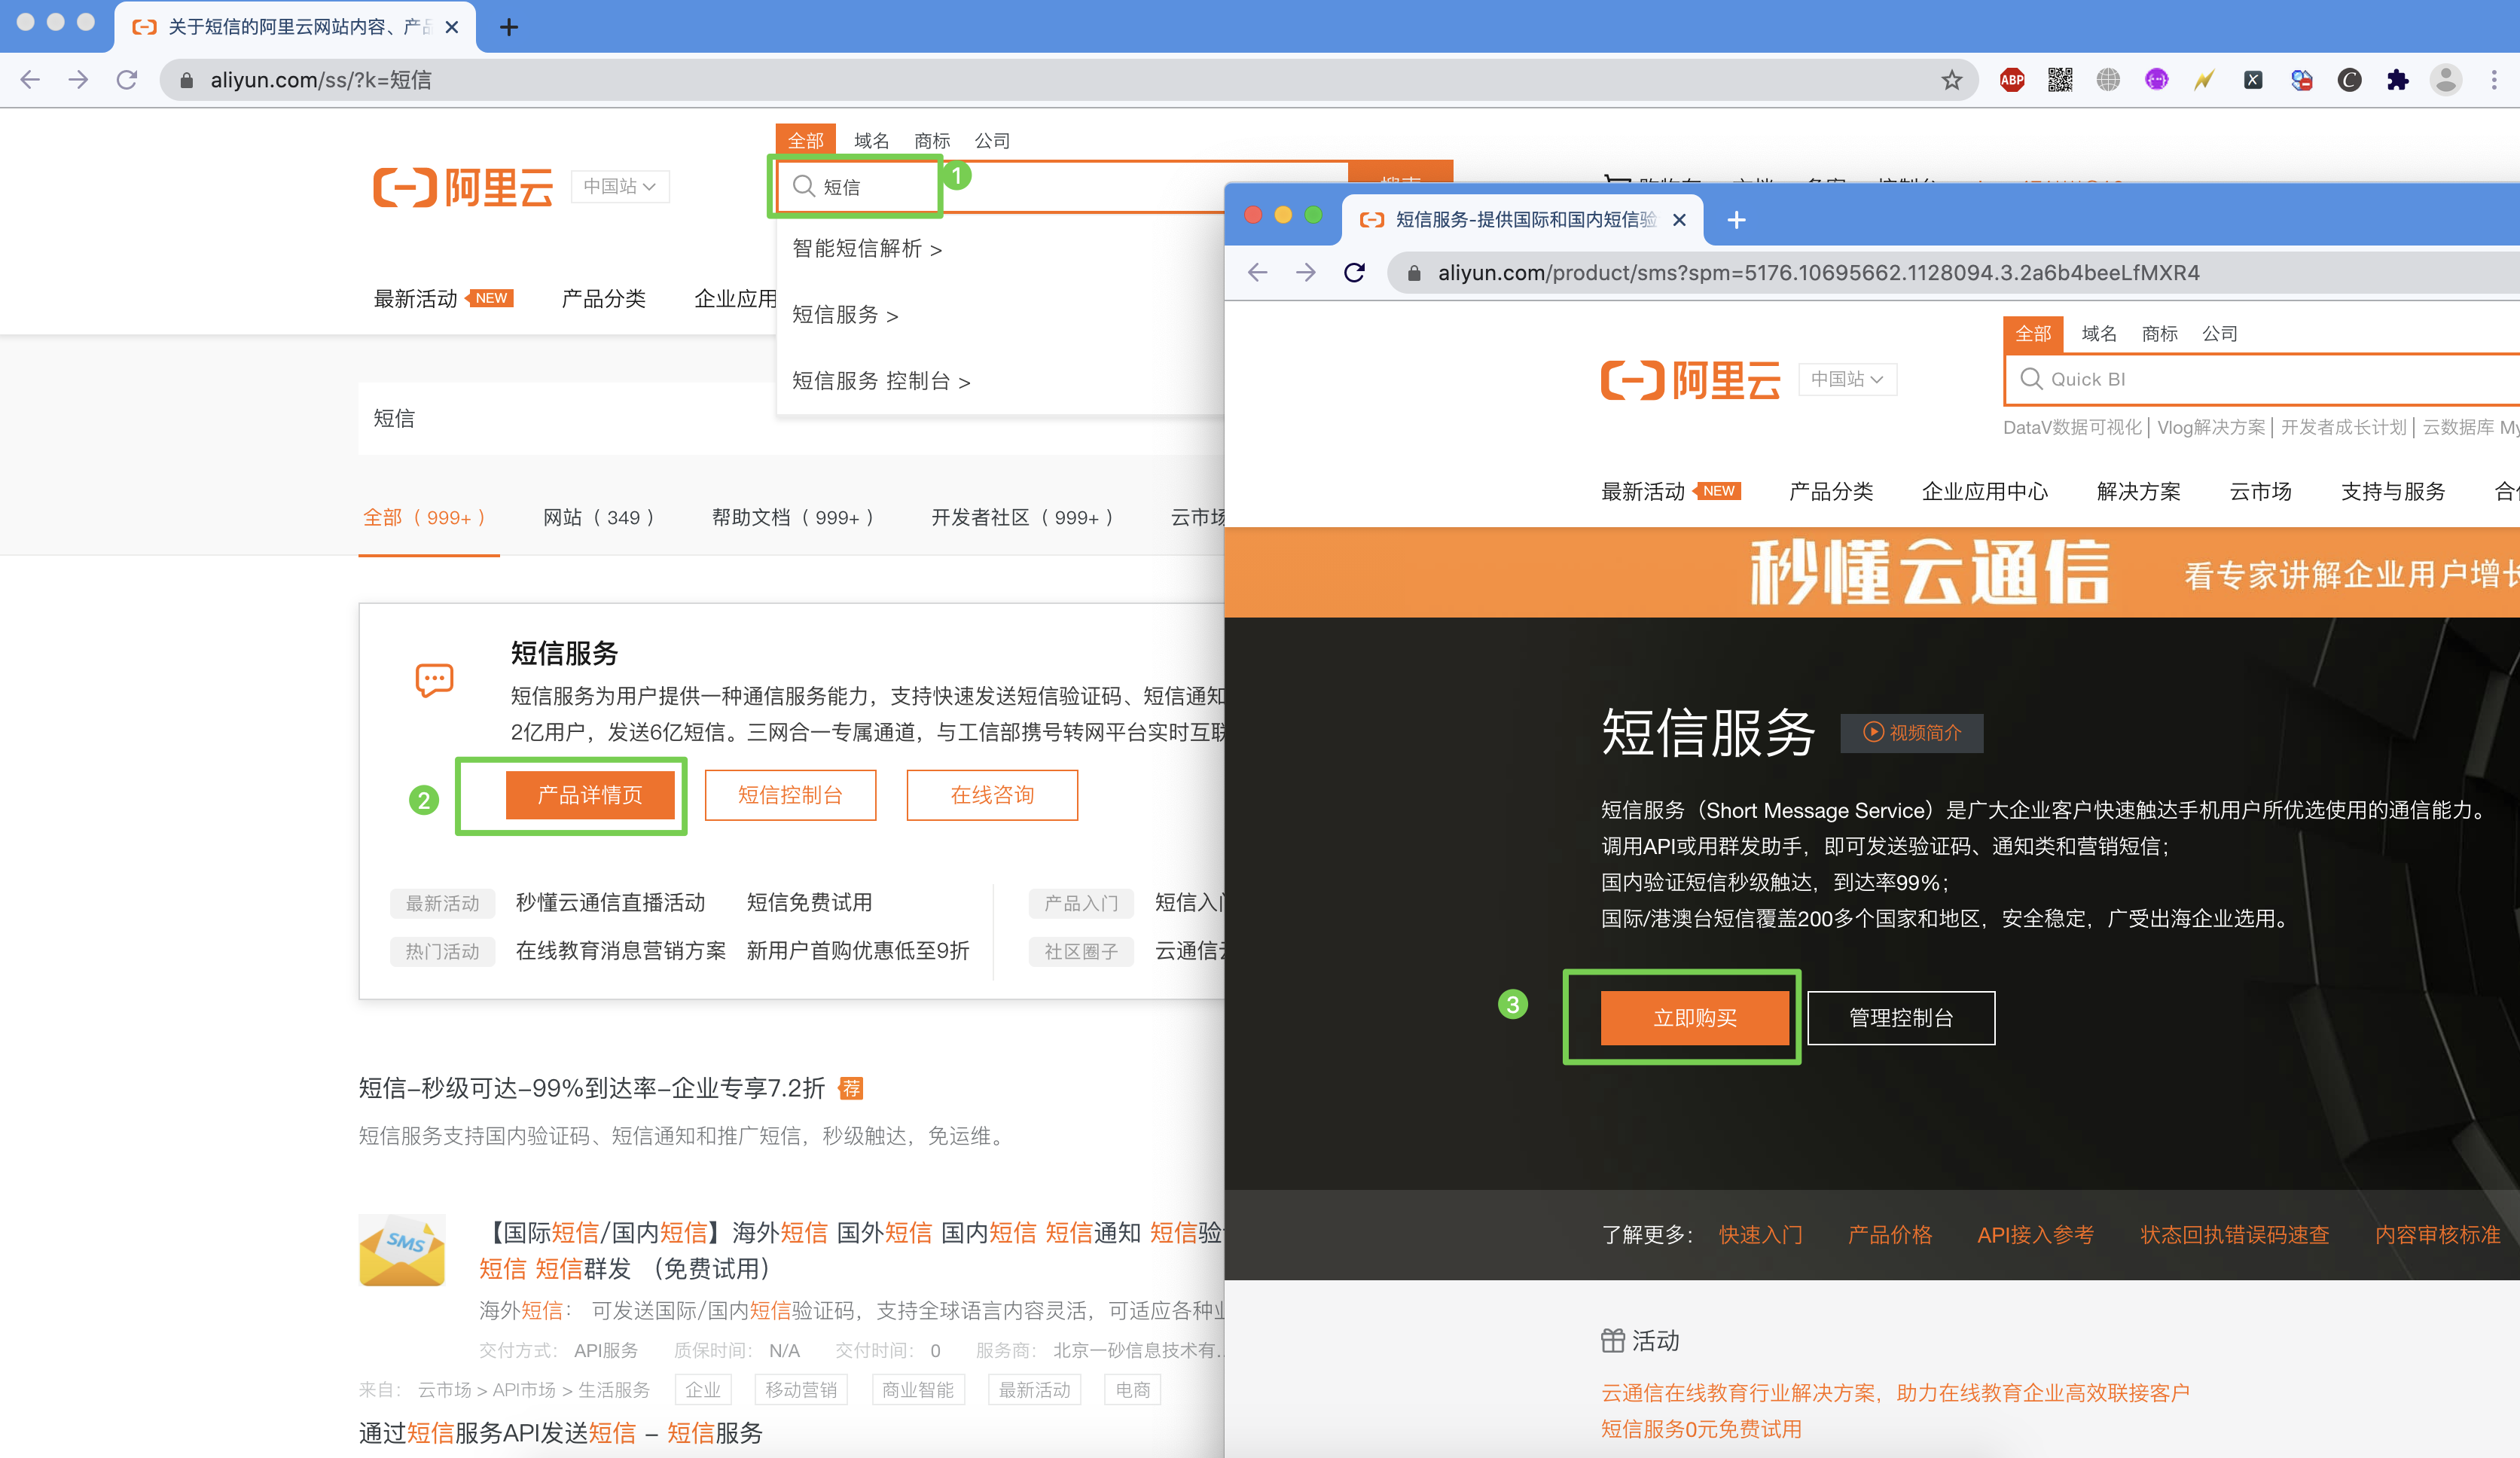 关于短信的阿里云网站内容、产品
aliyun.com/ss/?k=短信
ABP
全部 域名 商标 公司
阿里云 中国站
短信
1
智能短信解析 >
短信服务 >
短信服务 控制台 >
最新活动 NEW 产品分类 企业应用
短信
全部（999+） 网站（349） 帮助文档（999+） 开发者社区（999+） 云市场
短信服务
短信服务为用户提供一种通信服务能力，支持快速发送短信验证码、短信通知
2亿用户，发送6亿短信。三网合一专属通道，与工信部携号转网平台实时互联
2
产品详情页 短信控制台 在线咨询
最新活动 秒懂云通信直播活动 短信免费试用 产品入门 短信入门
热门活动 在线教育消息营销方案 新用户首购优惠低至9折 社区圈子 云通信
短信-秒级可达-99%到达率-企业专享7.2折 荐
短信服务支持国内验证码、短信通知和推广短信，秒级触达，免运维。
SMS
【国际短信/国内短信】海外短信 国外短信 国内短信 短信通知 短信验
短信 短信群发 （免费试用）
海外短信： 可发送国际/国内短信验证码，支持全球语言内容灵活，可适应各种业
交付方式： API服务 质保时间： N/A 交付时间： 0 服务商： 北京一砂信息技术有...
来自： 云市场 > API市场 > 生活服务 企业 移动营销 商业智能 最新活动 电商
通过短信服务API发送短信 - 短信服务
短信服务-提供国际和国内短信验
aliyun.com/product/sms?spm=5176.10695662.1128094.3.2a6b4beeLfMXR4
全部 域名 商标 公司
阿里云 中国站
Quick BI
DataV数据可视化 | Vlog解决方案 | 开发者成长计划 | 云数据库 My
最新活动 NEW 产品分类 企业应用中心 解决方案 云市场 支持与服务 合
秒懂云通信 看专家讲解企业用户增长
短信服务 视频简介
短信服务（Short Message Service）是广大企业客户快速触达手机用户所优选使用的通信能力。
调用API或用群发助手，即可发送验证码、通知类和营销短信；
国内验证短信秒级触达，到达率99%；
国际/港澳台短信覆盖200多个国家和地区，安全稳定，广受出海企业选用。
3
立即购买 管理控制台
了解更多： 快速入门 产品价格 API接入参考 状态回执错误码速查 内容审核标准
活动
云通信在线教育行业解决方案，助力在线教育企业高效联接客户
短信服务0元免费试用